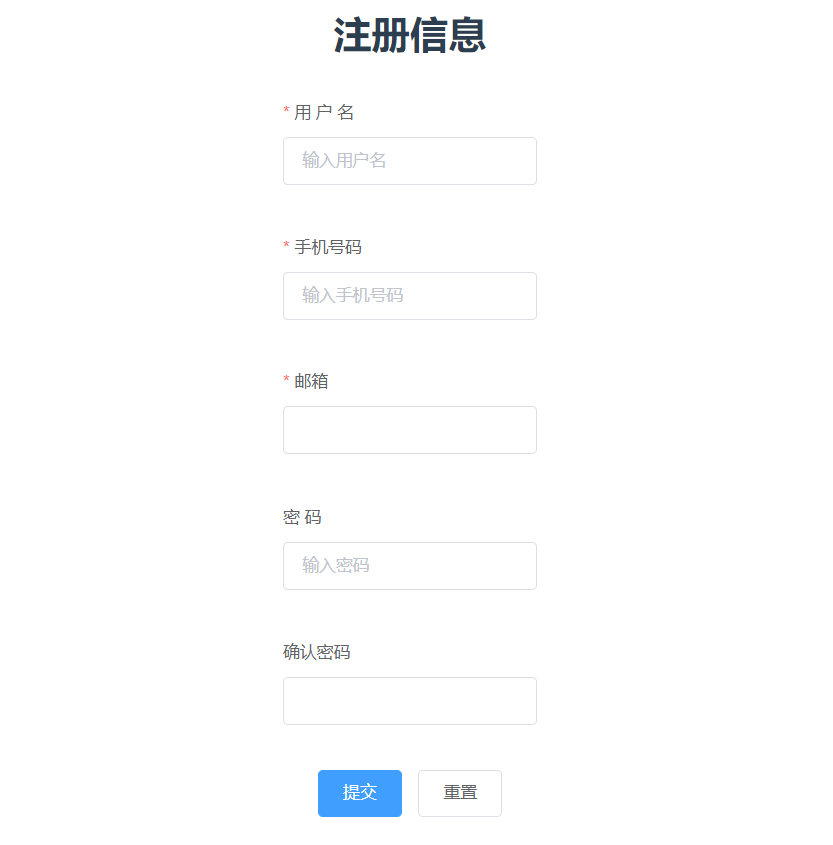 注册信息
* 用 户 名
输入用户名
* 手机号码
输入手机号码
* 邮箱
密 码
输入密码
确认密码
提交 重置